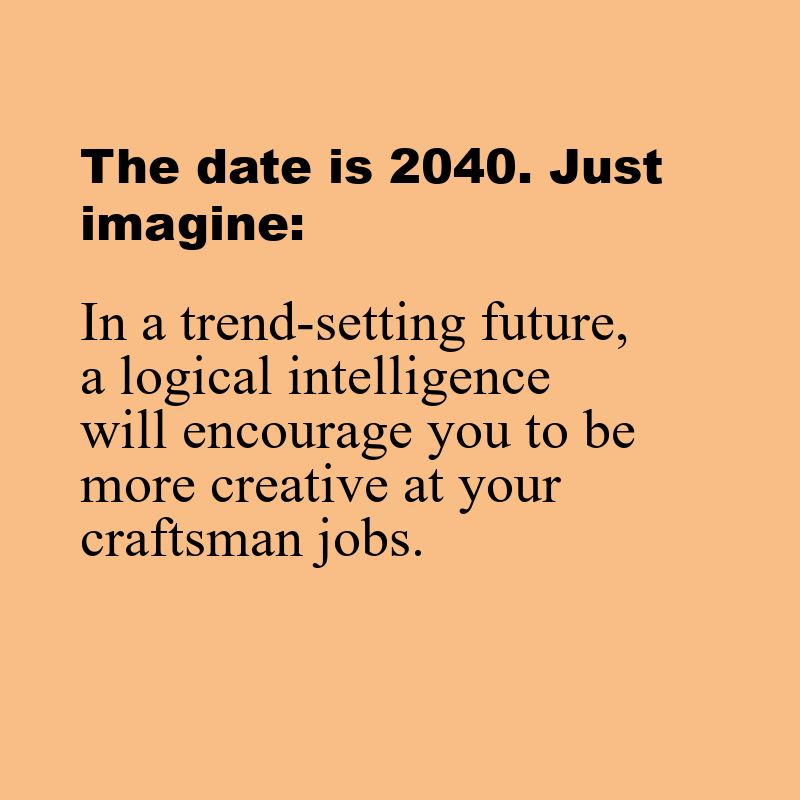 The date is 2040. Just
imagine:
In a trend-setting future,
a logical intelligence
will encourage you to be
more creative at your
craftsman jobs.